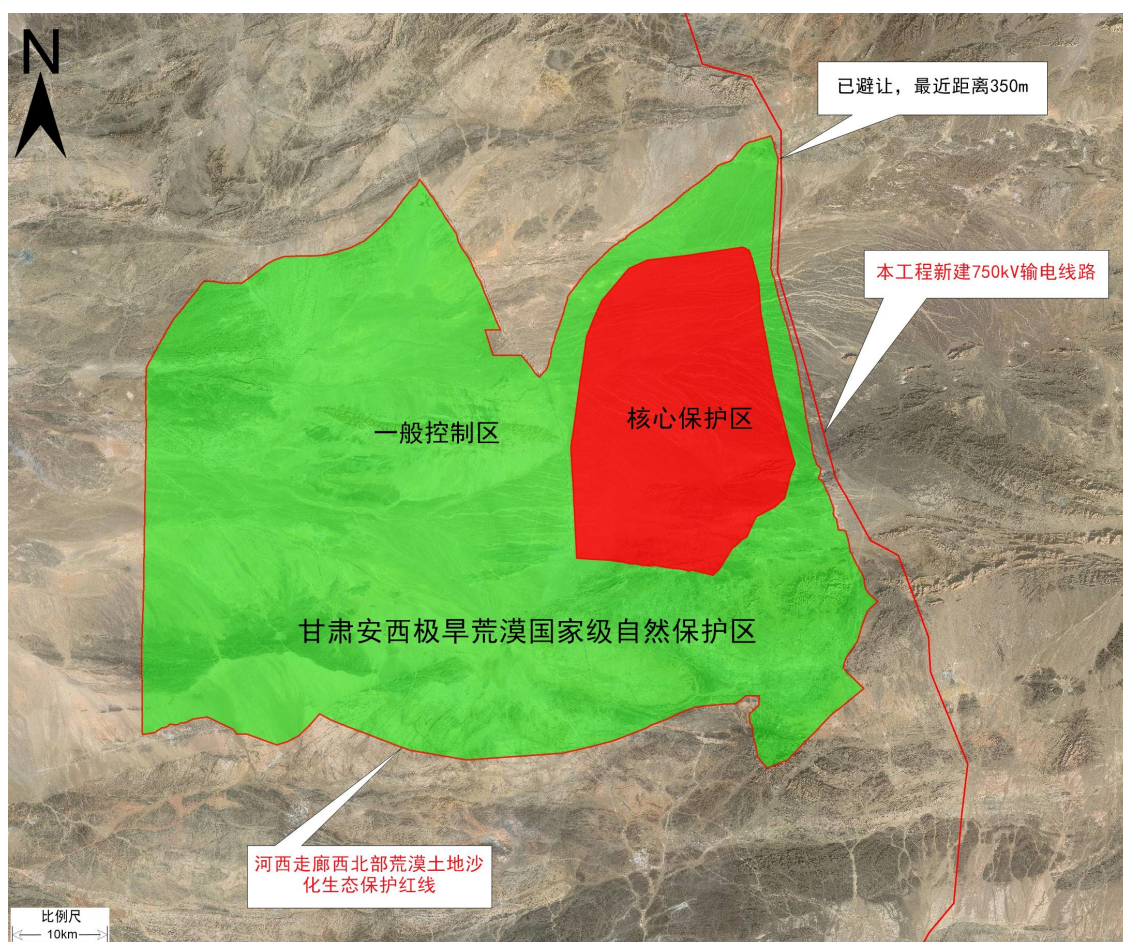 N
已避让，最近距离350m
本工程新建750kV输电线路
一般控制区
核心保护区
甘肃安西极旱荒漠国家级自然保护区
河西走廊西北部荒漠土地沙
化生态保护红线
比例尺
10km